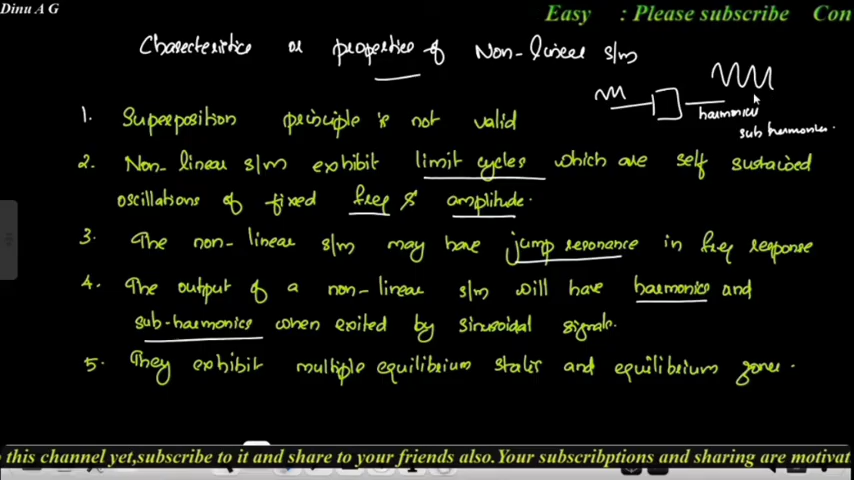 Dinu A G
Easy : Please subscribe Con
Charecteristics or properties of Non-linear s/m
harmonics
sub harmonics.
1. Superposition principle is not valid
2. Non-linear s/m exhibit limit cycles which are self sustained
oscillations of fixed freq & amplitude.
3. The non-linear s/m may have jump resonance in freq response
4. The output of a non-linear s/m will have harmonics and
sub-harmonics when exited by sinusoidal signals.
5. They exhibit multiple equilibrium states and equilibrium zones.
o this channel yet,subscribe to it and share to your friends also.Your subscribptions and sharing are motivat